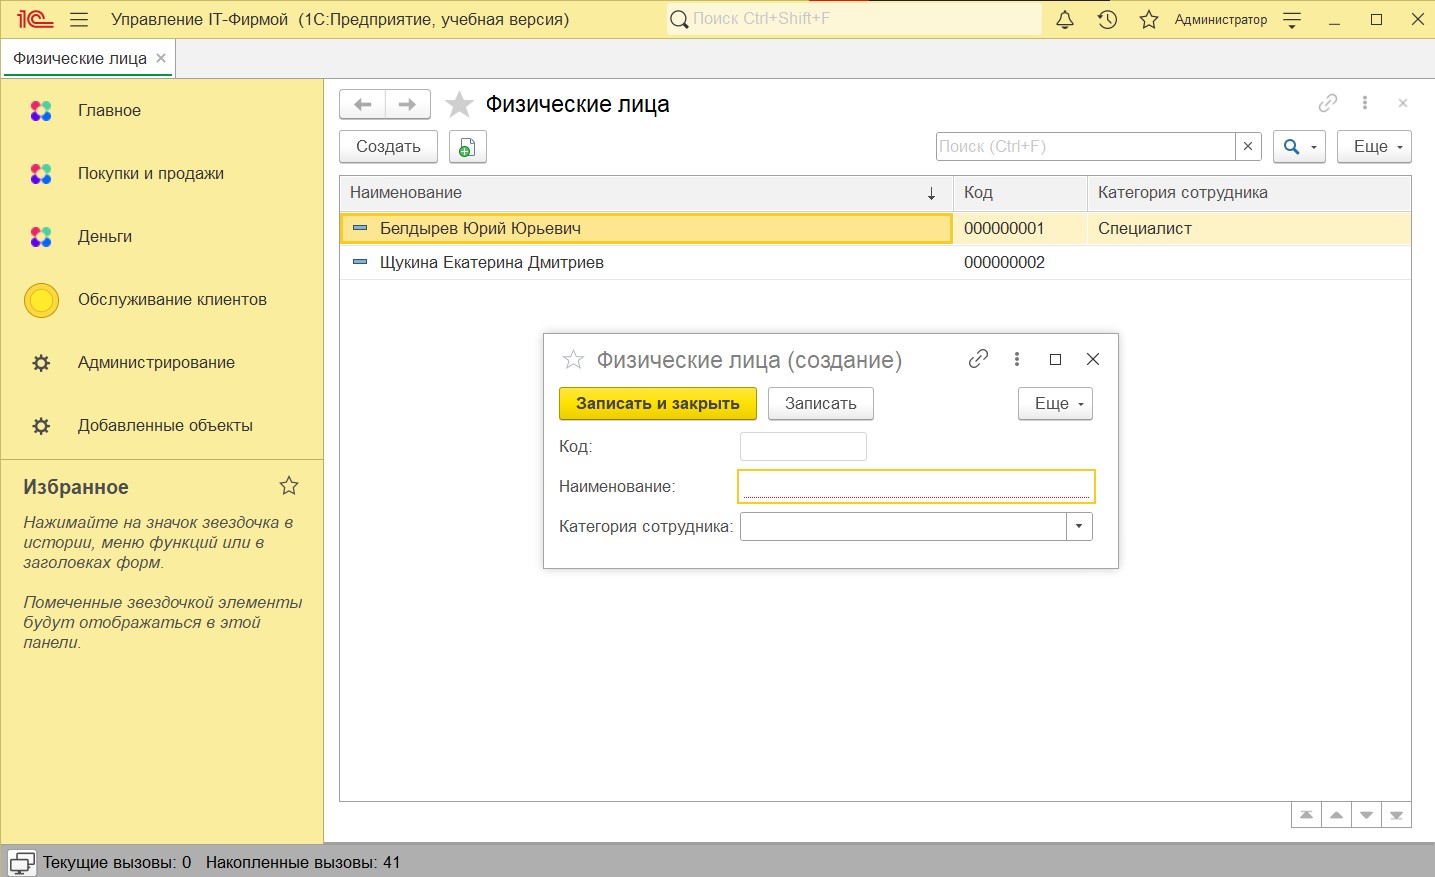 1С Управление IT-Фирмой (1С:Предприятие, учебная версия) Поиск Ctrl+Shift+F Администратор
Физические лица
Главное
Покупки и продажи
Деньги
Обслуживание клиентов
Администрирование
Добавленные объекты
Избранное
Нажимайте на значок звездочка в
истории, меню функций или в
заголовках форм.
Помеченные звездочкой элементы
будут отображаться в этой
панели.
Физические лица
Создать Поиск (Ctrl+F) Еще
Наименование Код Категория сотрудника
Белдырев Юрий Юрьевич 000000001 Специалист
Щукина Екатерина Дмитриев 000000002
Физические лица (создание)
Записать и закрыть Записать Еще
Код:
Наименование:
Категория сотрудника:
Текущие вызовы: 0 Накопленные вызовы: 41